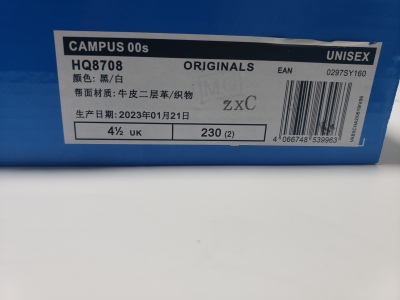 CAMPUS 00s UNISEX
HQ8708 ORIGINALS EAN 0297SY160
颜色: 黑/白
帮面材质: 牛皮二层革/织物
zxC
生产日期: 2023年01月21日
4½ UK 230 (2)
4 066748 539963